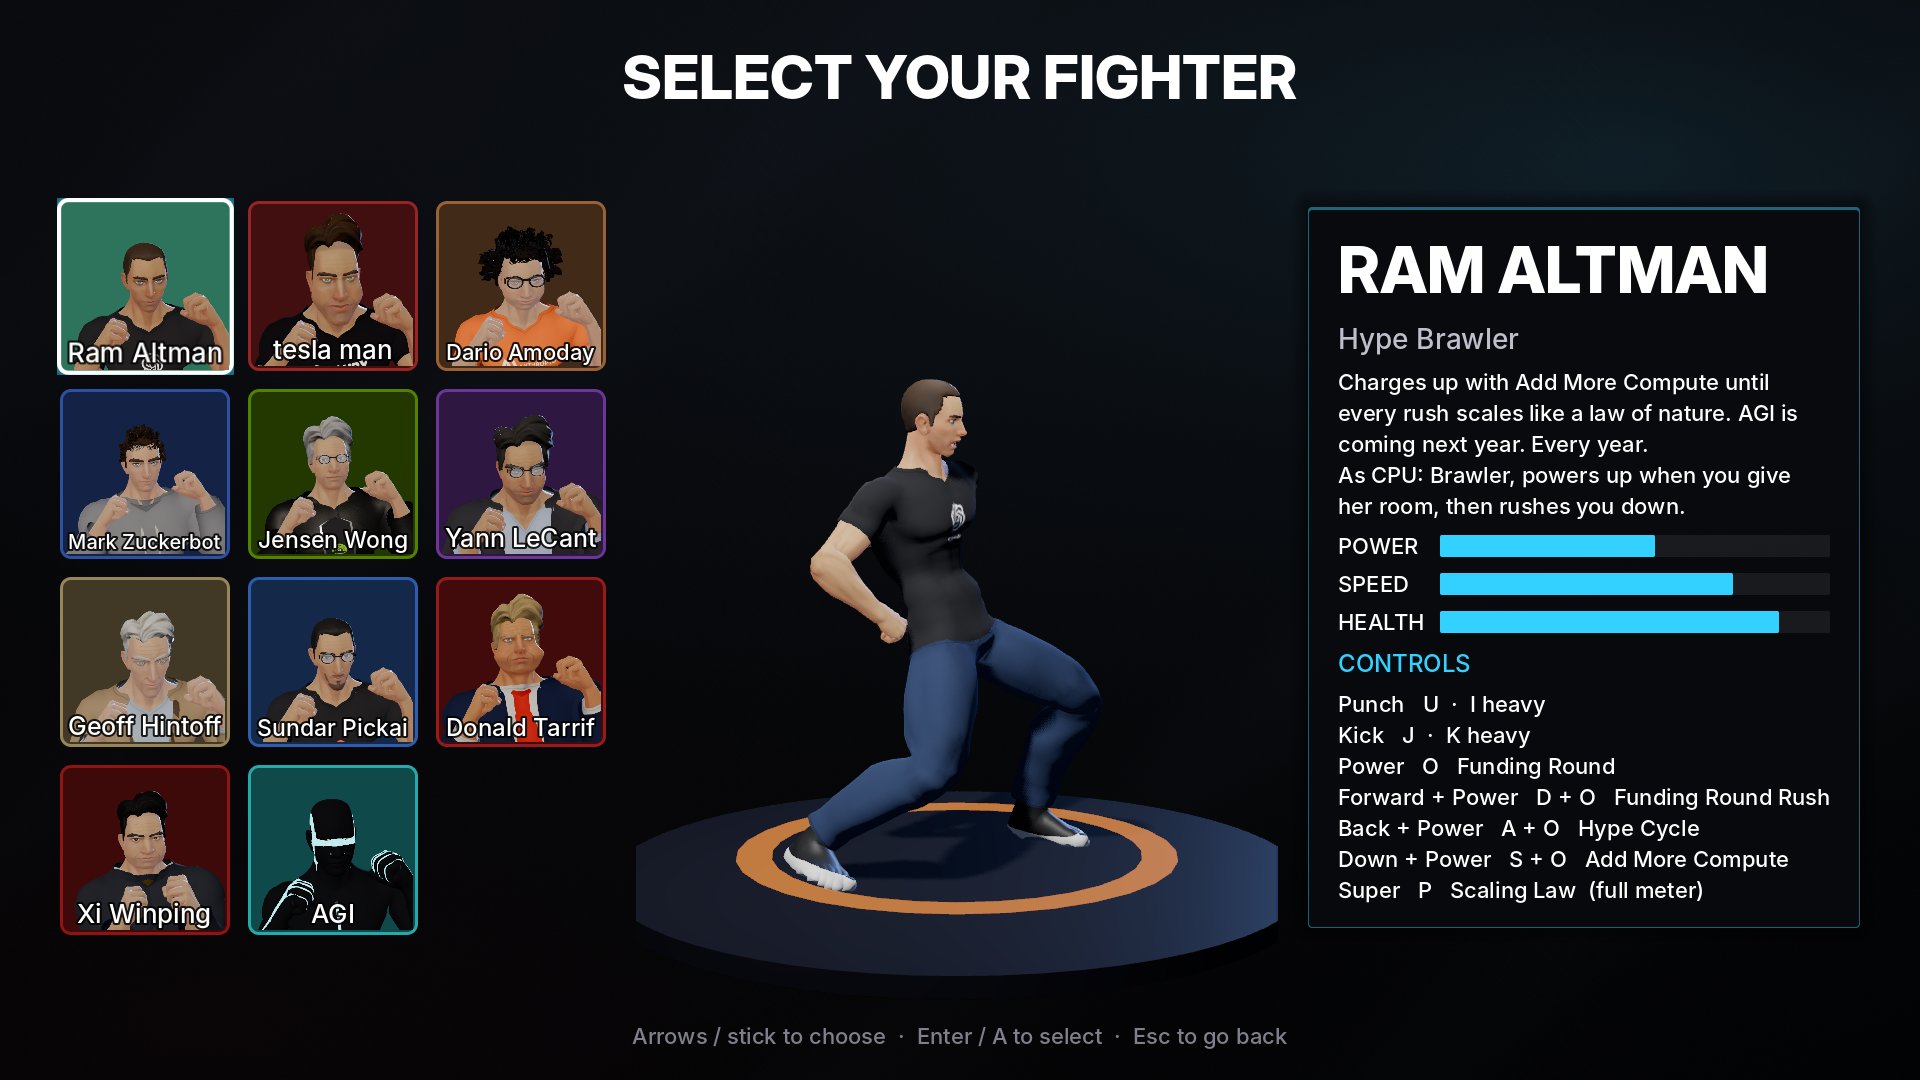 SELECT YOUR FIGHTER
Ram Altman
tesla man
Dario Amoday
Mark Zuckerbot
Jensen Wong
Yann LeCant
Geoff Hintoff
Sundar Pickai
Donald Tarrif
Xi Winping
AGI
RAM ALTMAN
Hype Brawler
Charges up with Add More Compute until
every rush scales like a law of nature. AGI is
coming next year. Every year.
As CPU: Brawler, powers up when you give
her room, then rushes you down.
POWER
SPEED
HEALTH
CONTROLS
Punch U · I heavy
Kick J · K heavy
Power O Funding Round
Forward + Power D + O Funding Round Rush
Back + Power A + O Hype Cycle
Down + Power S + O Add More Compute
Super P Scaling Law (full meter)
Arrows / stick to choose · Enter / A to select · Esc to go back